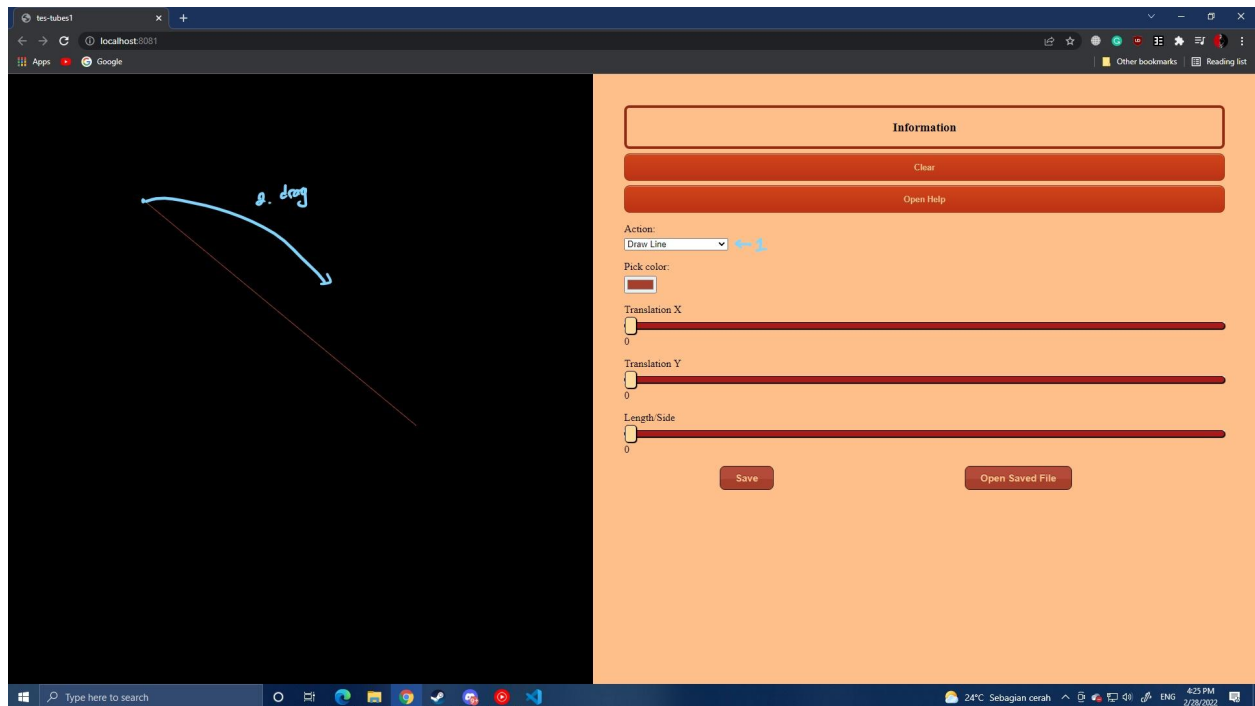 tes-tubes1
localhost:8081
Apps
Google
Other bookmarks
Reading list
2. drag
Information
Clear
Open Help
Action:
Draw Line
← 1.
Pick color:
Translation X
0
Translation Y
0
Length/Side
0
Save
Open Saved File
Type here to search
24°C Sebagian cerah
ENG
4:25 PM
2/28/2022